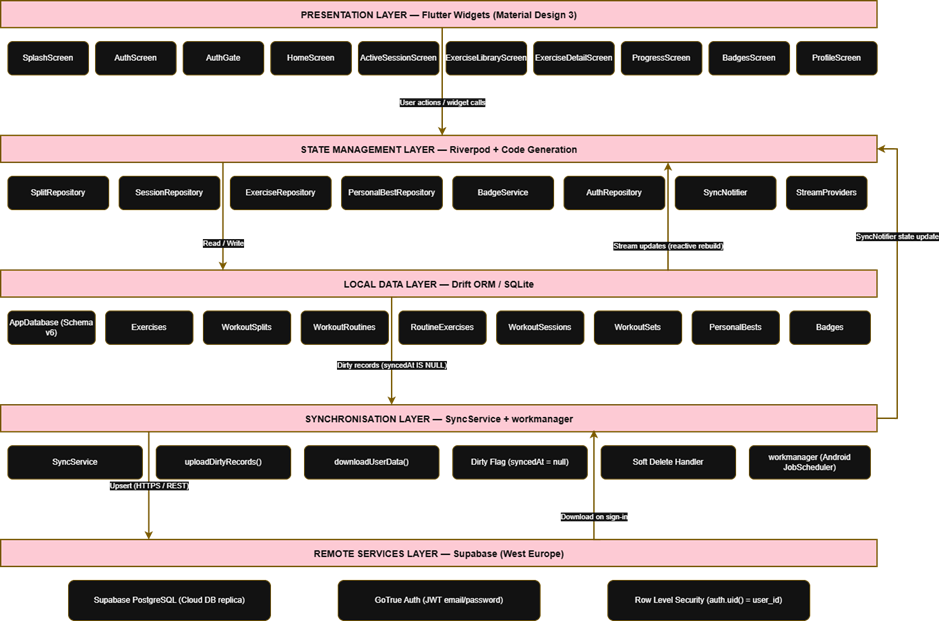 PRESENTATION LAYER — Flutter Widgets (Material Design 3)
SplashScreen
AuthScreen
AuthGate
HomeScreen
ActiveSessionScreen
ExerciseLibraryScreen
ExerciseDetailScreen
ProgressScreen
BadgesScreen
ProfileScreen
User actions / widget calls
STATE MANAGEMENT LAYER — Riverpod + Code Generation
SplitRepository
SessionRepository
ExerciseRepository
PersonalBestRepository
BadgeService
AuthRepository
SyncNotifier
StreamProviders
SyncNotifier state update
Read / Write
Stream updates (reactive rebuild)
LOCAL DATA LAYER — Drift ORM / SQLite
AppDatabase (Schema
v6)
Exercises
WorkoutSplits
WorkoutRoutines
RoutineExercises
WorkoutSessions
WorkoutSets
PersonalBests
Badges
Dirty records (syncedAt IS NULL)
SYNCHRONISATION LAYER — SyncService + workmanager
SyncService
uploadDirtyRecords()
downloadUserData()
Dirty Flag (syncedAt = null)
Soft Delete Handler
workmanager (Android
JobScheduler)
Upsert (HTTPS / REST)
Download on sign-in
REMOTE SERVICES LAYER — Supabase (West Europe)
Supabase PostgreSQL (Cloud DB replica)
GoTrue Auth (JWT email/password)
Row Level Security (auth.uid() = user_id)